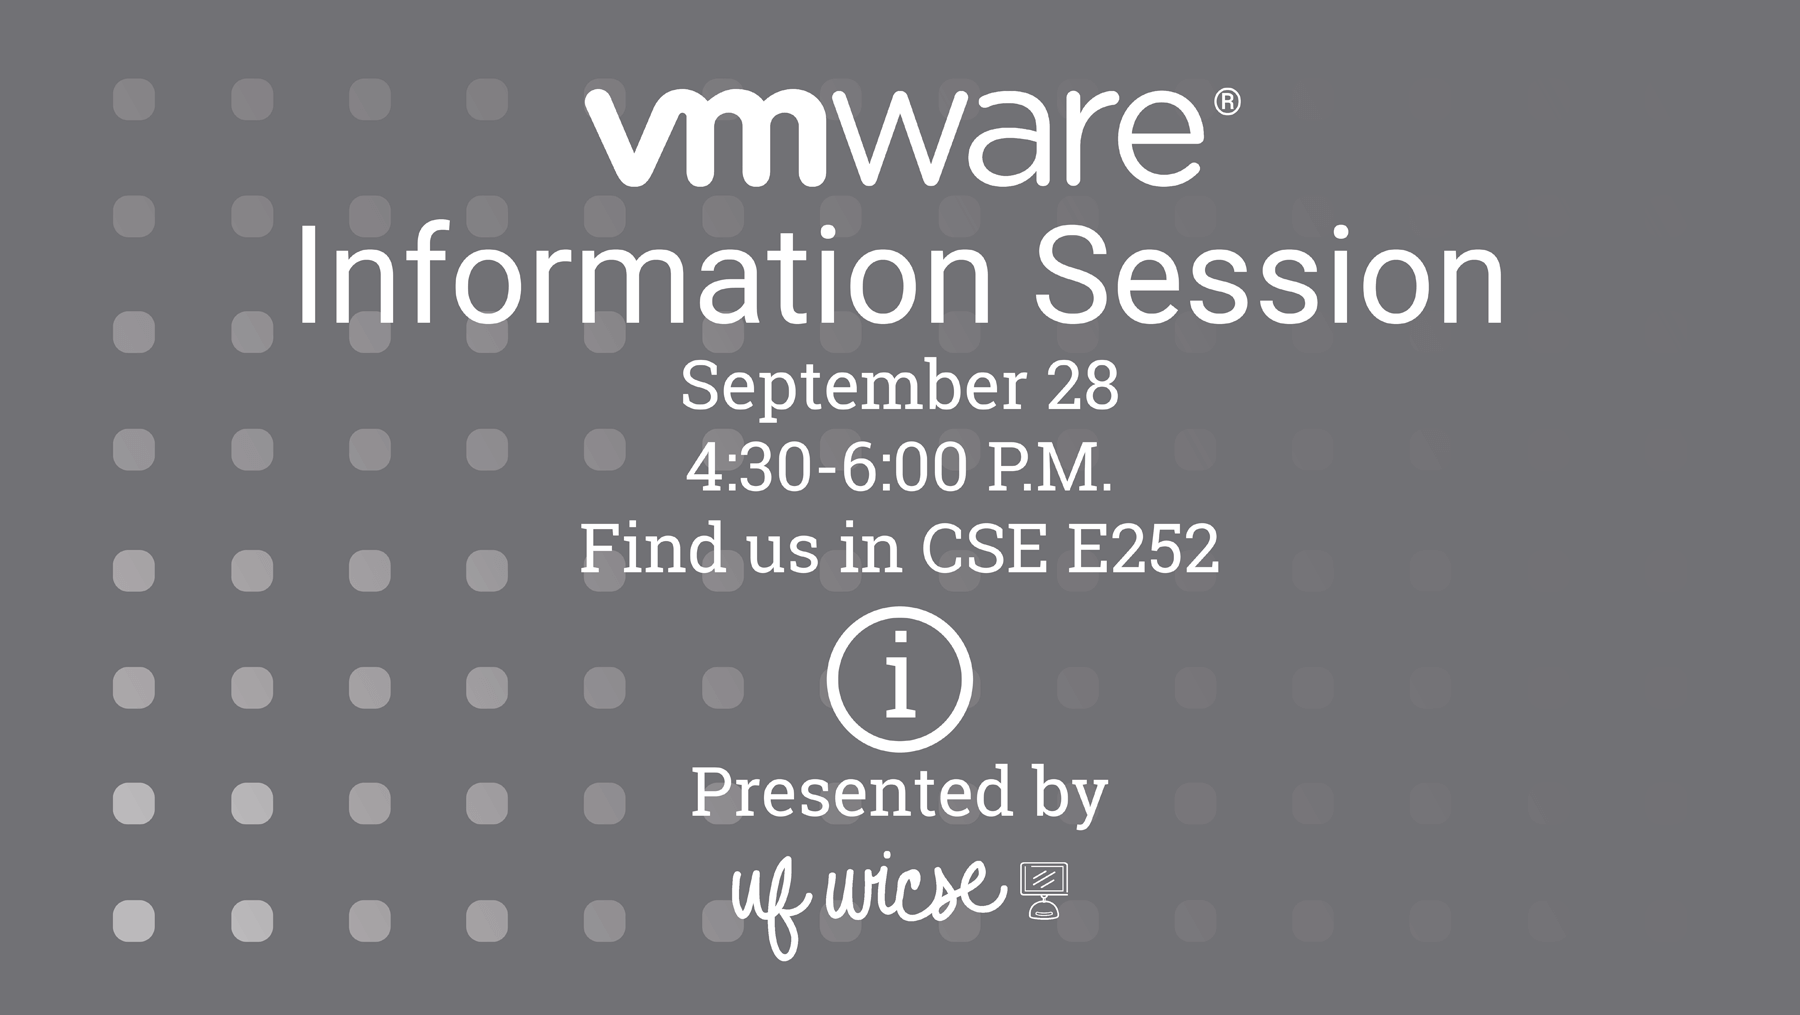 vmware®
Information Session
September 28
4:30-6:00 P.M.
Find us in CSE E252
i
Presented by
uf wicse